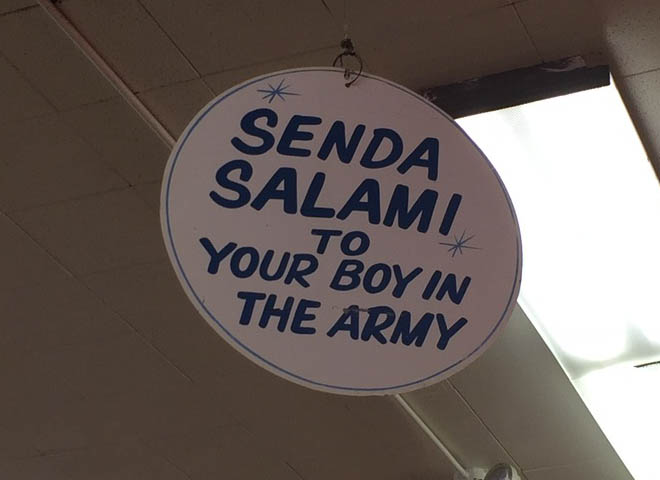 SENDA
SALAMI
TO
YOUR BOY IN
THE ARMY